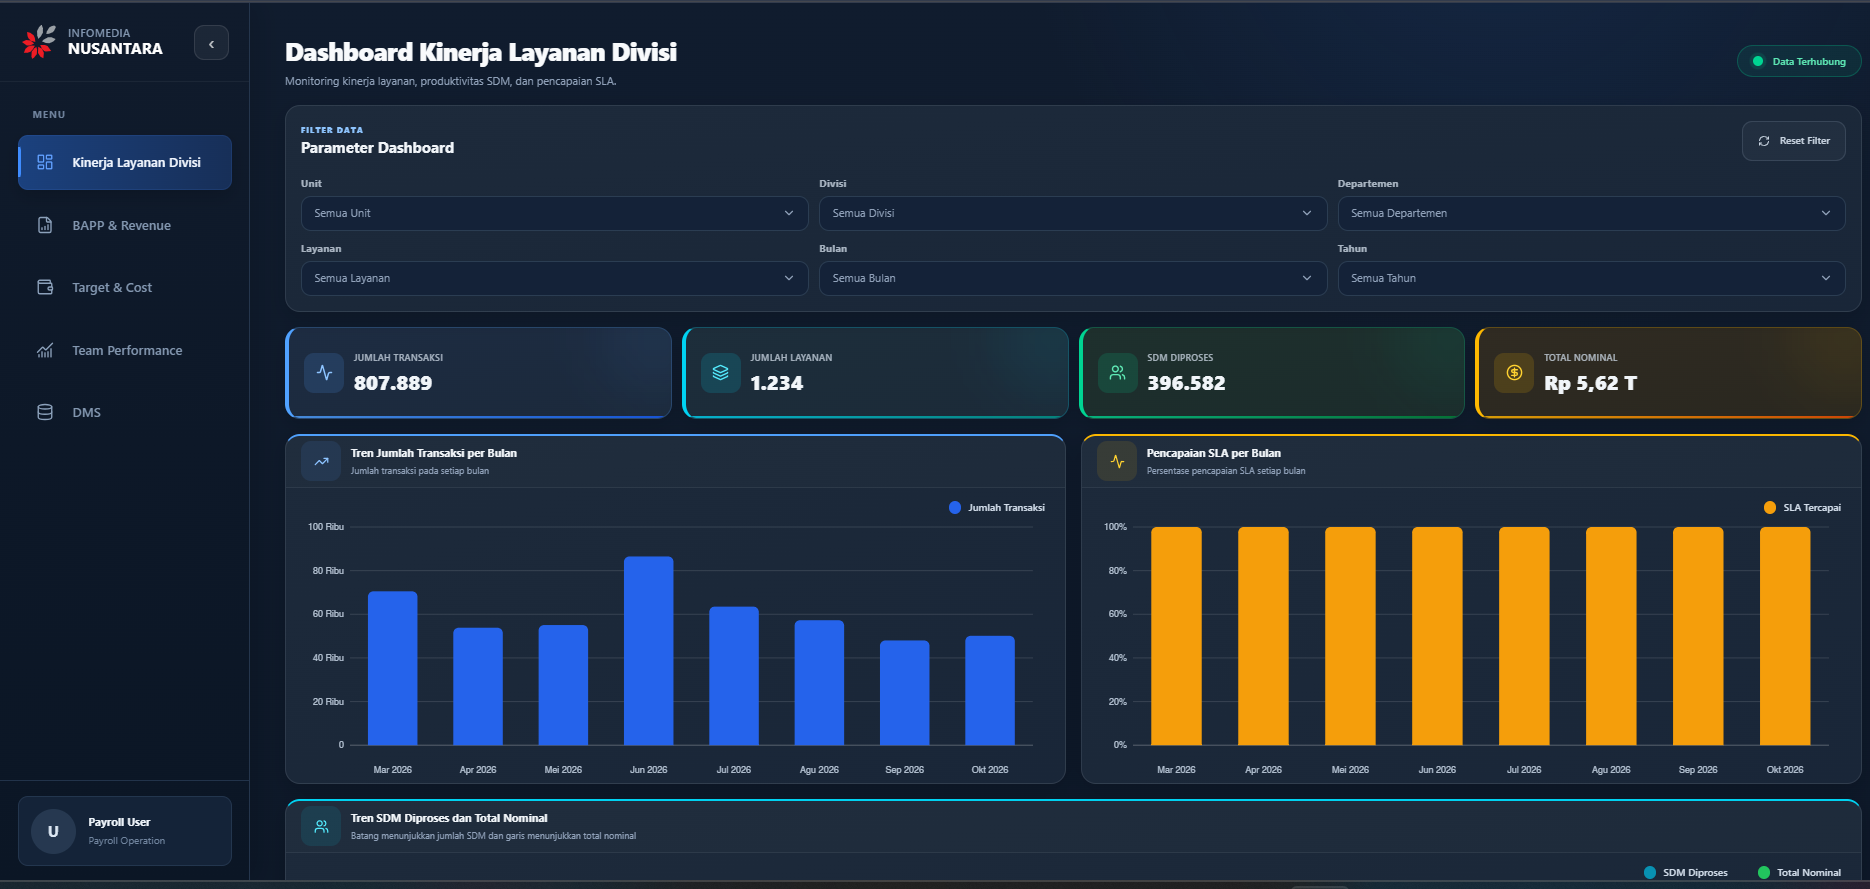 INFOMEDIA
NUSANTARA
‹
MENU
Kinerja Layanan Divisi
BAPP & Revenue
Target & Cost
Team Performance
DMS
U
Payroll User
Payroll Operation
Dashboard Kinerja Layanan Divisi
Monitoring kinerja layanan, produktivitas SDM, dan pencapaian SLA.
Data Terhubung
FILTER DATA
Parameter Dashboard
Reset Filter
Unit
Divisi
Departemen
Semua Unit
Semua Divisi
Semua Departemen
Layanan
Bulan
Tahun
Semua Layanan
Semua Bulan
Semua Tahun
JUMLAH TRANSAKSI
807.889
JUMLAH LAYANAN
1.234
SDM DIPROSES
396.582
TOTAL NOMINAL
Rp 5,62 T
Tren Jumlah Transaksi per Bulan
Jumlah transaksi pada setiap bulan
Jumlah Transaksi
100 Ribu
80 Ribu
60 Ribu
40 Ribu
20 Ribu
0
Mar 2026 Apr 2026 Mei 2026 Jun 2026 Jul 2026 Agu 2026 Sep 2026 Okt 2026
Pencapaian SLA per Bulan
Persentase pencapaian SLA setiap bulan
SLA Tercapai
100%
80%
60%
40%
20%
0%
Mar 2026 Apr 2026 Mei 2026 Jun 2026 Jul 2026 Agu 2026 Sep 2026 Okt 2026
Tren SDM Diproses dan Total Nominal
Batang menunjukkan jumlah SDM dan garis menunjukkan total nominal
SDM Diproses
Total Nominal